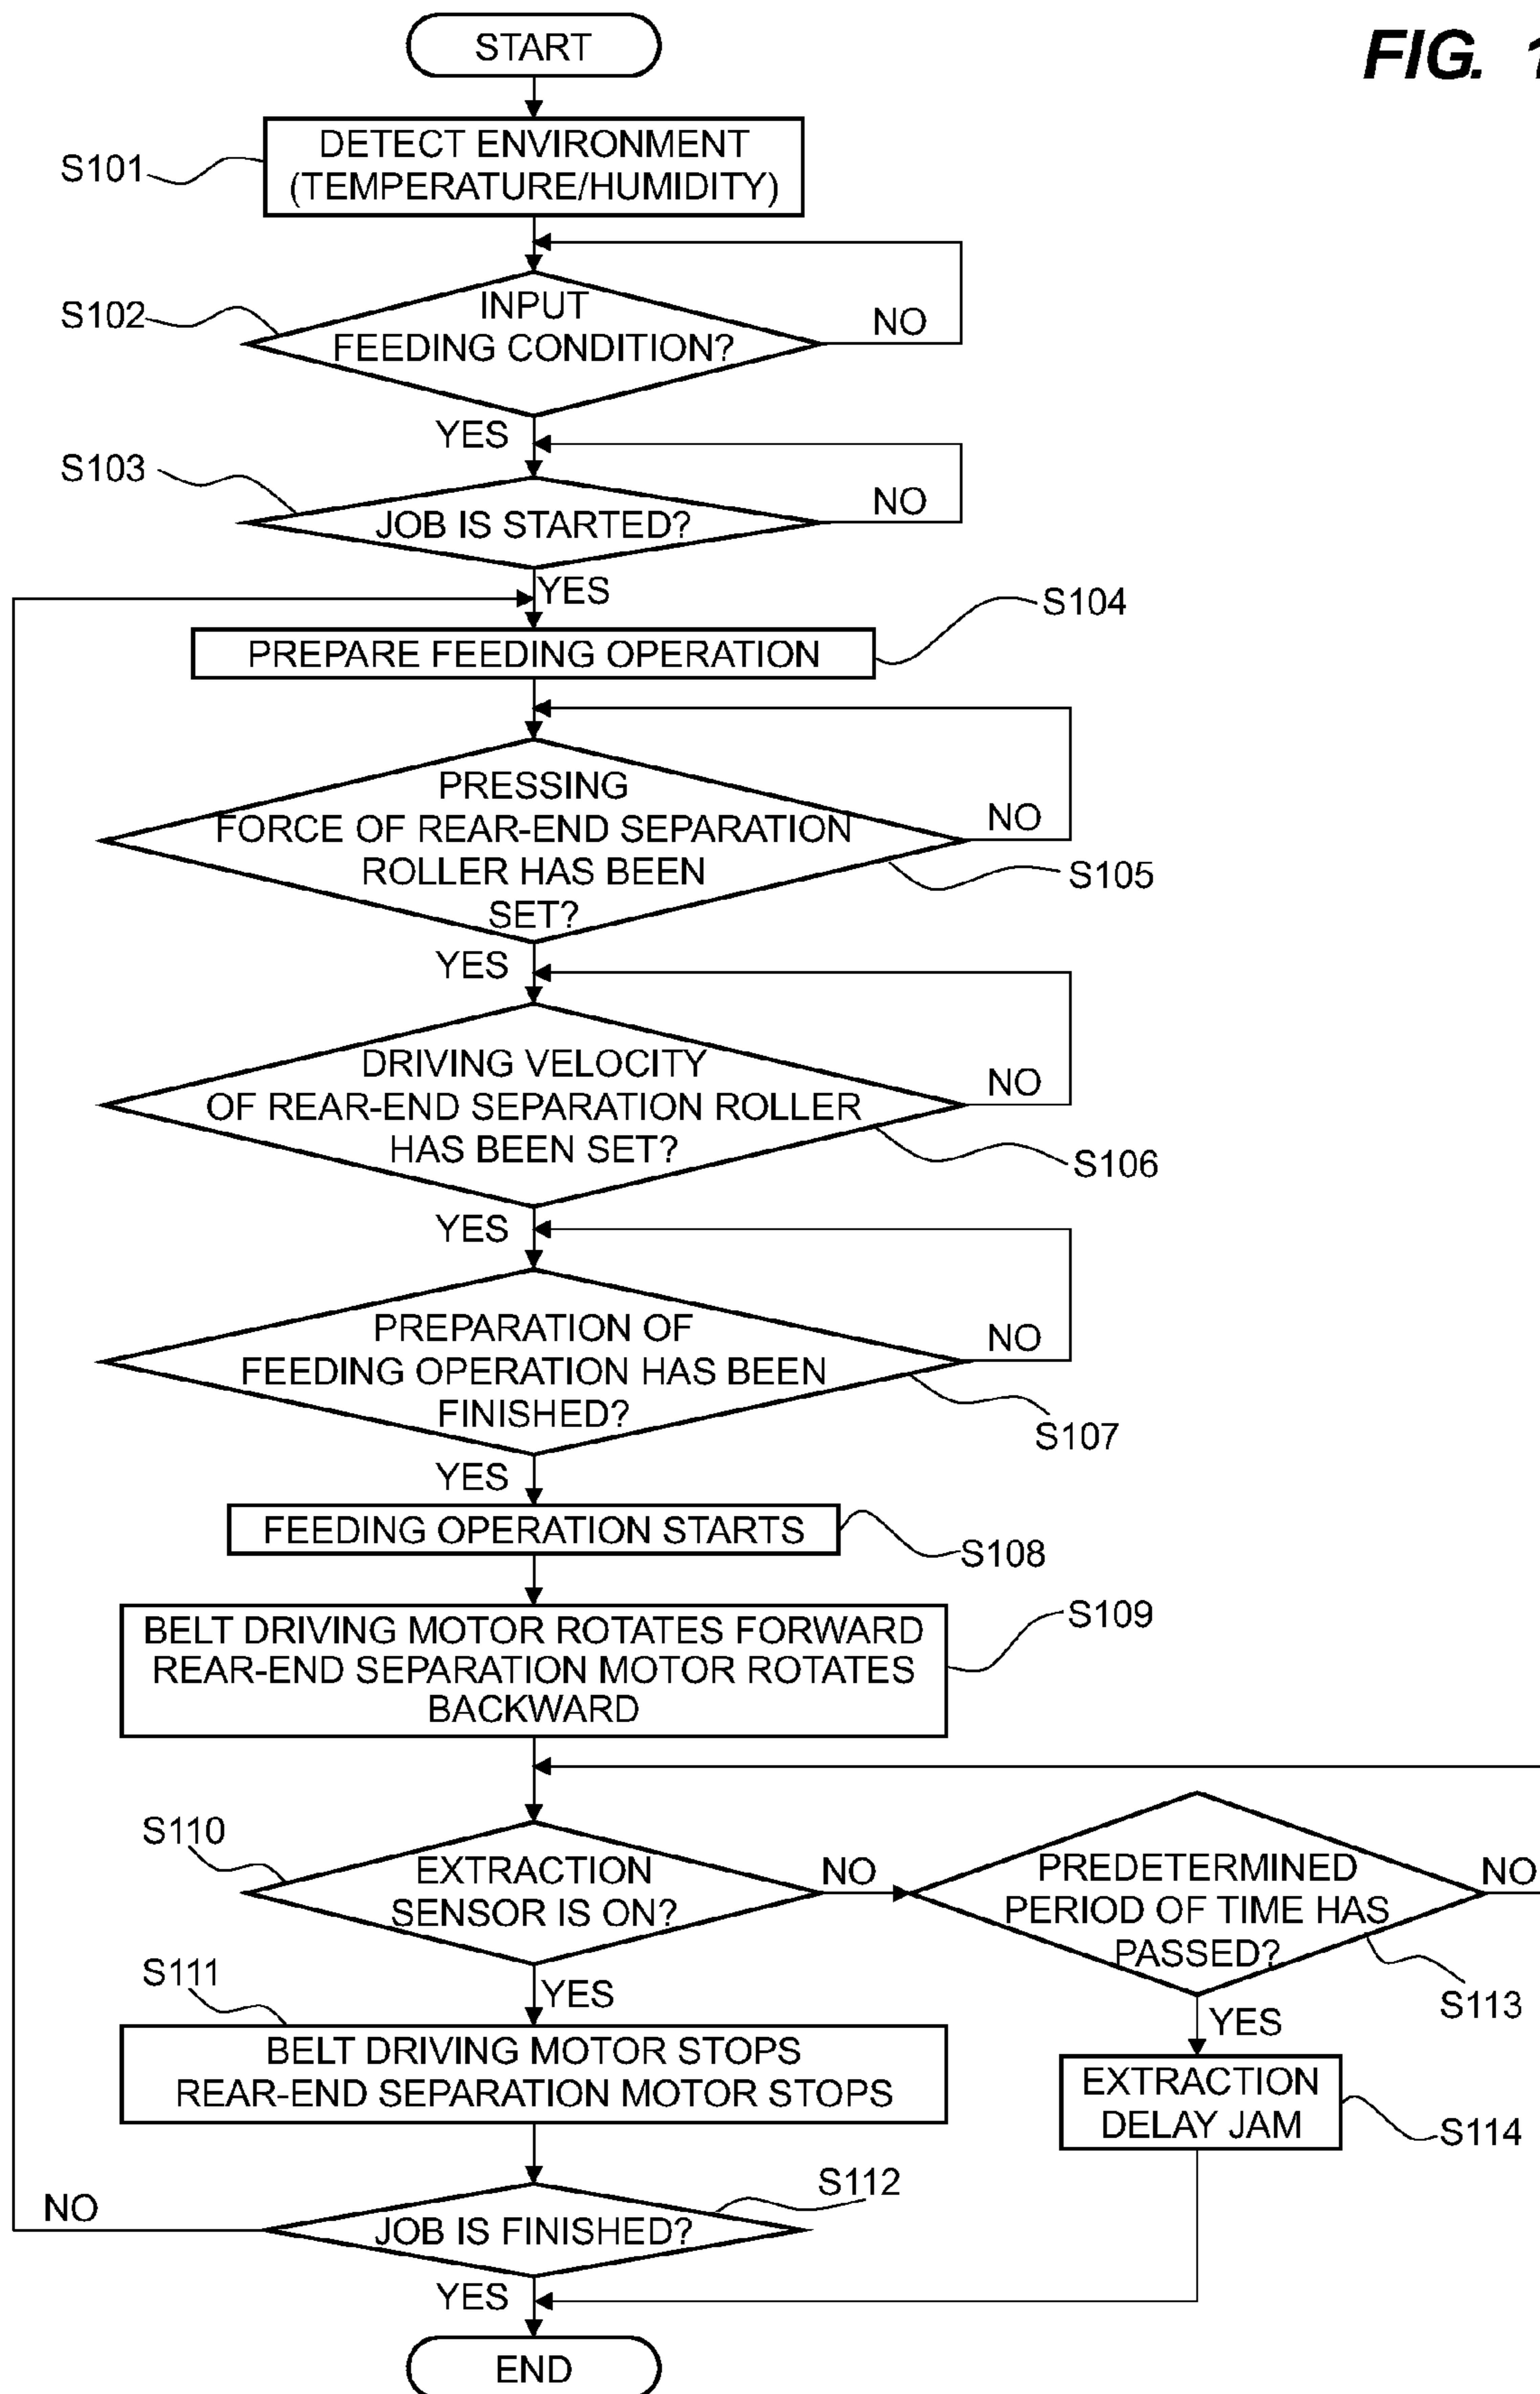 FIG. 1
START
S101
DETECT ENVIRONMENT
(TEMPERATURE/HUMIDITY)
S102
INPUT
FEEDING CONDITION?
NO
YES
S103
JOB IS STARTED?
NO
YES
S104
PREPARE FEEDING OPERATION
PRESSING
FORCE OF REAR-END SEPARATION
ROLLER HAS BEEN
SET?
NO
S105
YES
DRIVING VELOCITY
OF REAR-END SEPARATION ROLLER
HAS BEEN SET?
NO
S106
YES
PREPARATION OF
FEEDING OPERATION HAS BEEN
FINISHED?
NO
S107
YES
FEEDING OPERATION STARTS
S108
BELT DRIVING MOTOR ROTATES FORWARD
REAR-END SEPARATION MOTOR ROTATES
BACKWARD
S109
S110
EXTRACTION
SENSOR IS ON?
NO
PREDETERMINED
PERIOD OF TIME HAS
PASSED?
NO
S113
YES
S111
YES
BELT DRIVING MOTOR STOPS
REAR-END SEPARATION MOTOR STOPS
EXTRACTION
DELAY JAM
S114
S112
JOB IS FINISHED?
NO
YES
END